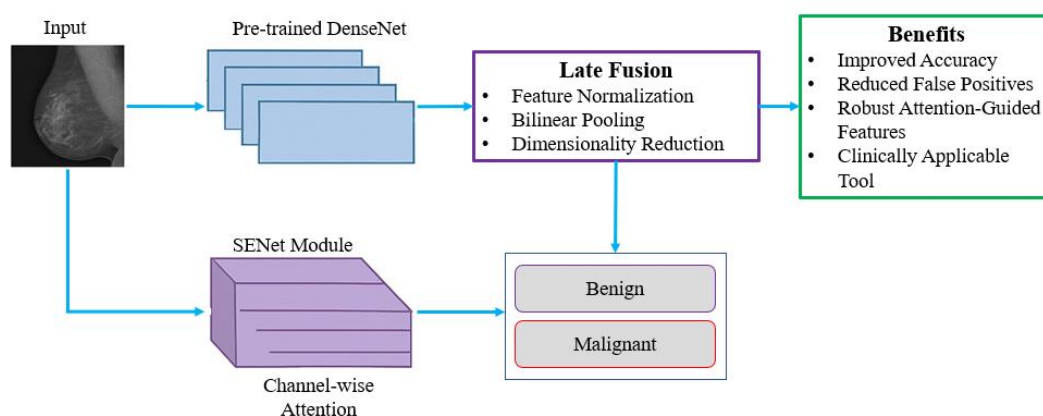 Input
Pre-trained DenseNet
Late Fusion
• Feature Normalization
• Bilinear Pooling
• Dimensionality Reduction
Benefits
• Improved Accuracy
• Reduced False Positives
• Robust Attention-Guided
Features
• Clinically Applicable
Tool
SENet Module
Channel-wise
Attention
Benign
Malignant